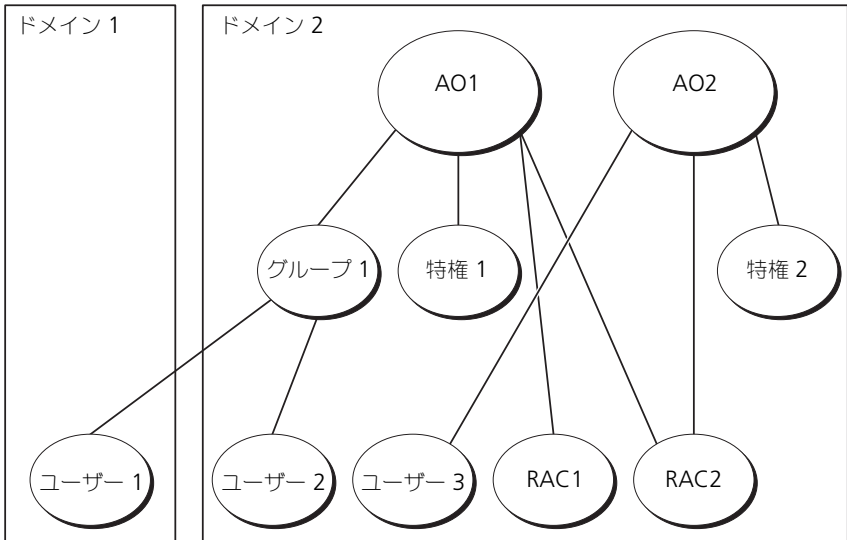 ドメイン 1
ドメイン 2
AO1
AO2
グループ 1
特権 1
特権 2
ユーザー 1
ユーザー 2
ユーザー 3
RAC1
RAC2